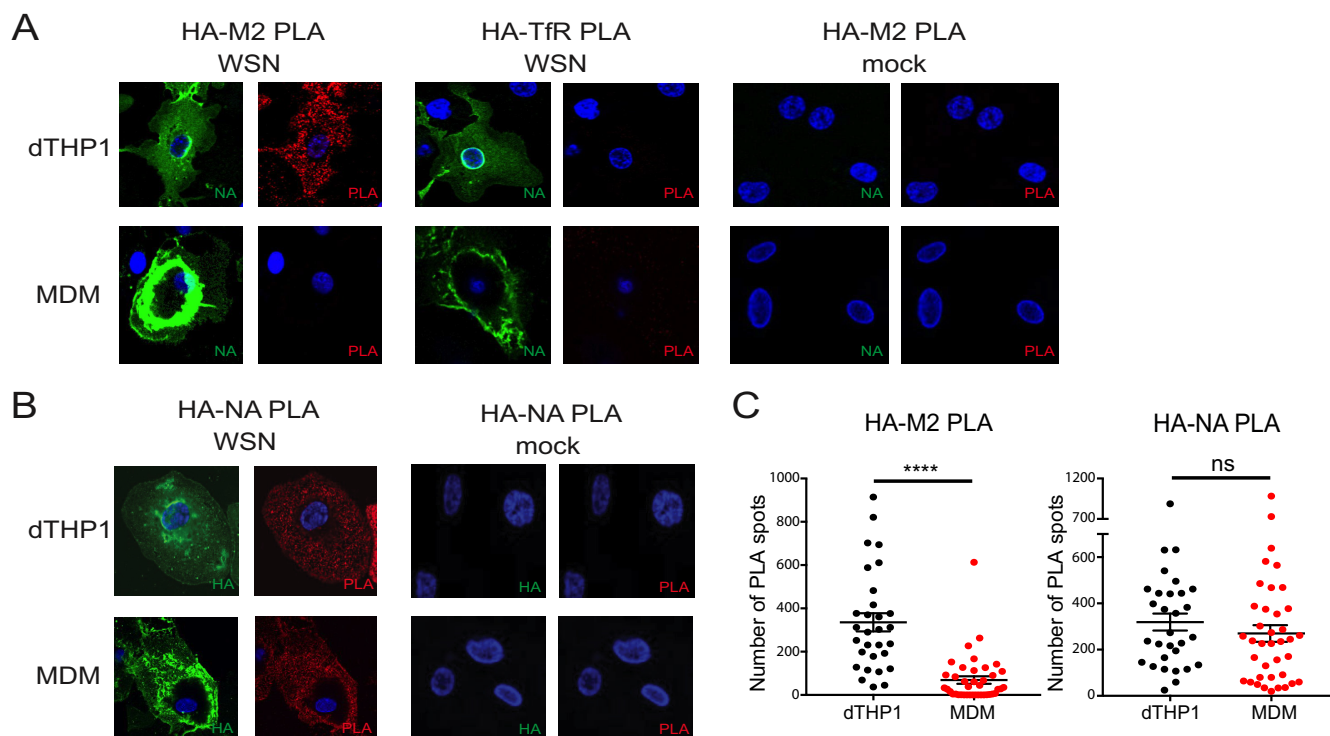 A
HA-M2 PLA
WSN
HA-TfR PLA
WSN
HA-M2 PLA
mock
dTHP1
NA
PLA
NA
PLA
NA
PLA
MDM
NA
PLA
NA
PLA
NA
PLA
B
HA-NA PLA
WSN
HA-NA PLA
mock
dTHP1
HA
PLA
HA
PLA
MDM
HA
PLA
HA
PLA
C
HA-M2 PLA
Number of PLA spots
1000
800
600
400
200
0
****
dTHP1
MDM
HA-NA PLA
Number of PLA spots
1200
700
600
400
200
0
ns
dTHP1
MDM